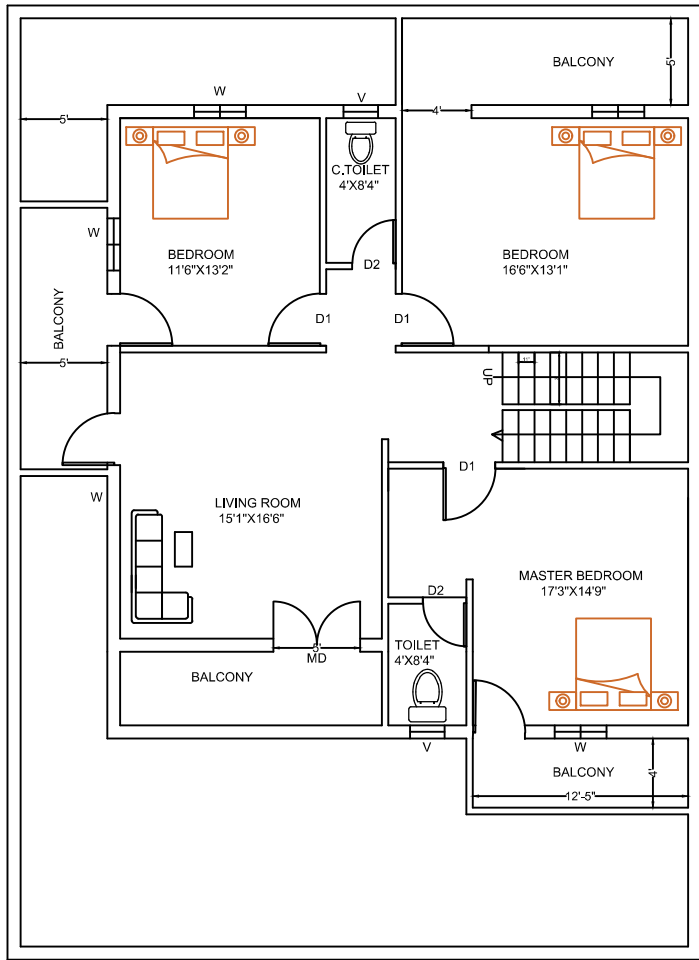 BALCONY
5'
W
V
4'
5'
C.TOILET
4'X8'4"
W
BEDROOM
11'6"X13'2"
BEDROOM
16'6"X13'1"
D2
BALCONY
D1
D1
5'
UP
D1
W
LIVING ROOM
15'1"X16'6"
MASTER BEDROOM
17'3"X14'9"
D2
TOILET
4'X8'4"
5'
MD
BALCONY
V
W
BALCONY
4'
12'-5"